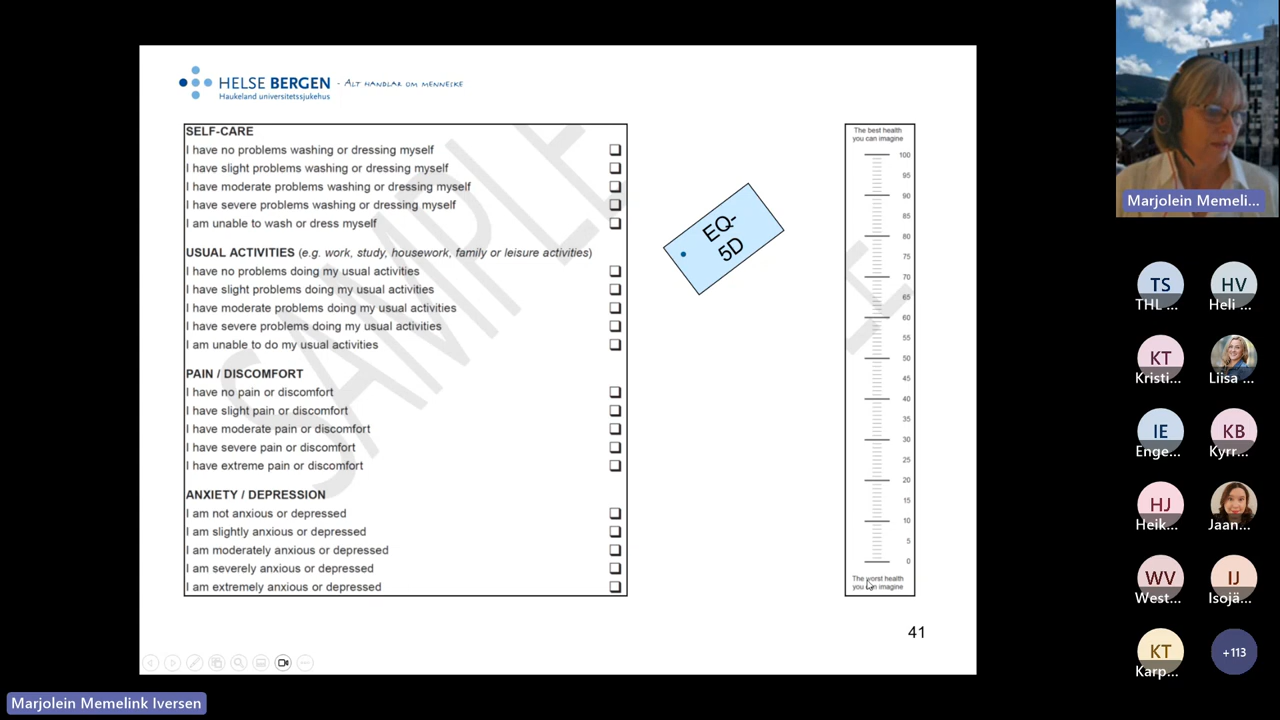 HELSE BERGEN - ALT HANDLAR OM MENNESKE
Haukeland universitetssjukehus
SELF-CARE
I have no problems washing or dressing myself
I have slight problems washing or dressing myself
I have moderate problems washing or dressing myself
I have severe problems washing or dressing myself
I am unable to wash or dress myself
USUAL ACTIVITIES (e.g. work, study, housework, family or leisure activities)
I have no problems doing my usual activities
I have slight problems doing my usual activities
I have moderate problems doing my usual activities
I have severe problems doing my usual activities
I am unable to do my usual activities
PAIN / DISCOMFORT
I have no pain or discomfort
I have slight pain or discomfort
I have moderate pain or discomfort
I have severe pain or discomfort
I have extreme pain or discomfort
ANXIETY / DEPRESSION
I am not anxious or depressed
I am slightly anxious or depressed
I am moderately anxious or depressed
I am severely anxious or depressed
I am extremely anxious or depressed
EQ-
5D
The best health
you can imagine
100
95
90
85
80
75
70
65
60
55
50
45
40
35
30
25
20
15
10
5
0
The worst health
you can imagine
41
Marjolein Memeli...
TS
THL ...
HV
Heli ...
KT
Kristi...
Liisa ...
IE
Enge...
KB
Kyrr...
HJ
Heik...
Jaan...
WV
West...
IJ
Isojä...
KT
Karp...
+113
Marjolein Memelink Iversen